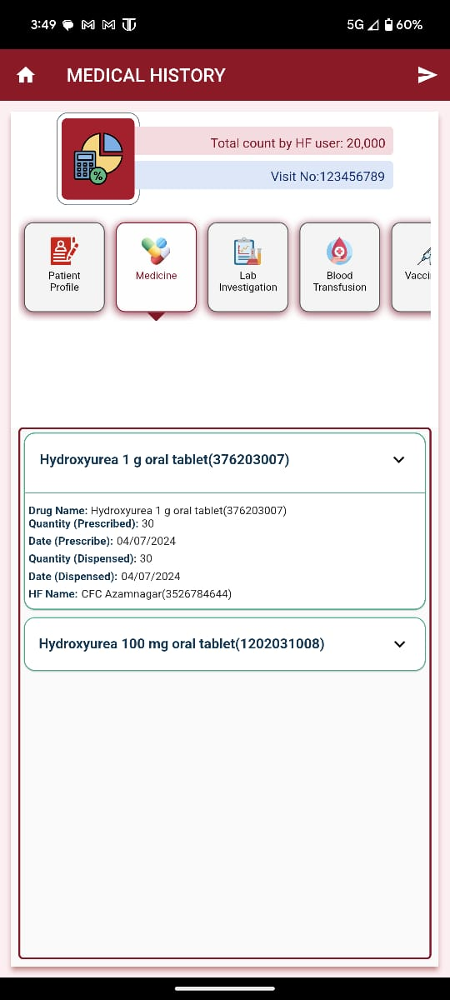 3:49
5G
60%
MEDICAL HISTORY
%
Total count by HF user: 20,000
Visit No:123456789
Patient
Profile
Medicine
Lab
Investigation
Blood
Transfusion
Vacci
Hydroxyurea 1 g oral tablet(376203007)
Drug Name: Hydroxyurea 1 g oral tablet(376203007)
Quantity (Prescribed): 30
Date (Prescribe): 04/07/2024
Quantity (Dispensed): 30
Date (Dispensed): 04/07/2024
HF Name: CFC Azamnagar(3526784644)
Hydroxyurea 100 mg oral tablet(1202031008)